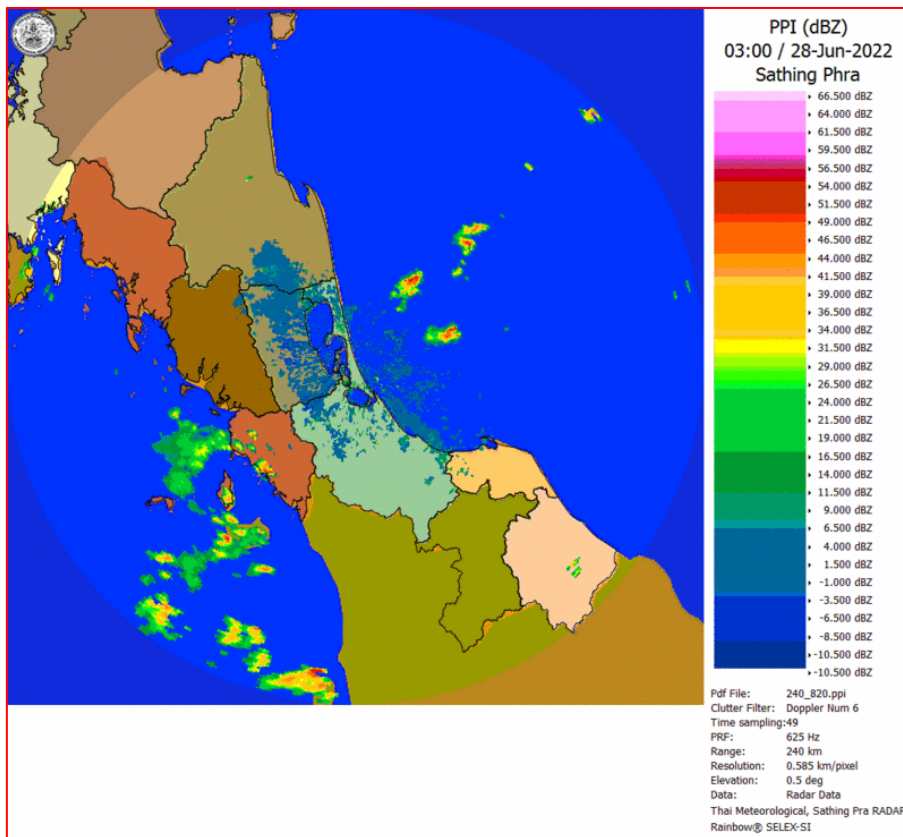 PPI (dBZ)
03:00 / 28-Jun-2022
Sathing Phra
66.500 dBZ
64.000 dBZ
61.500 dBZ
59.500 dBZ
56.500 dBZ
54.000 dBZ
51.500 dBZ
49.000 dBZ
46.500 dBZ
44.000 dBZ
41.500 dBZ
39.000 dBZ
36.500 dBZ
34.000 dBZ
31.500 dBZ
29.000 dBZ
26.500 dBZ
24.000 dBZ
21.500 dBZ
19.000 dBZ
16.500 dBZ
14.000 dBZ
11.500 dBZ
9.000 dBZ
6.500 dBZ
4.000 dBZ
1.500 dBZ
-1.000 dBZ
-3.500 dBZ
-6.500 dBZ
-8.500 dBZ
-10.500 dBZ
-10.500 dBZ
Pdf File: 240_820.ppi
Clutter Filter: Doppler Num 6
Time sampling:49
PRF: 625 Hz
Range: 240 km
Resolution: 0.585 km/pixel
Elevation: 0.5 deg
Data: Radar Data
Thai Meteorological, Sathing Pra RADAR
Rainbow® SELEX-SI